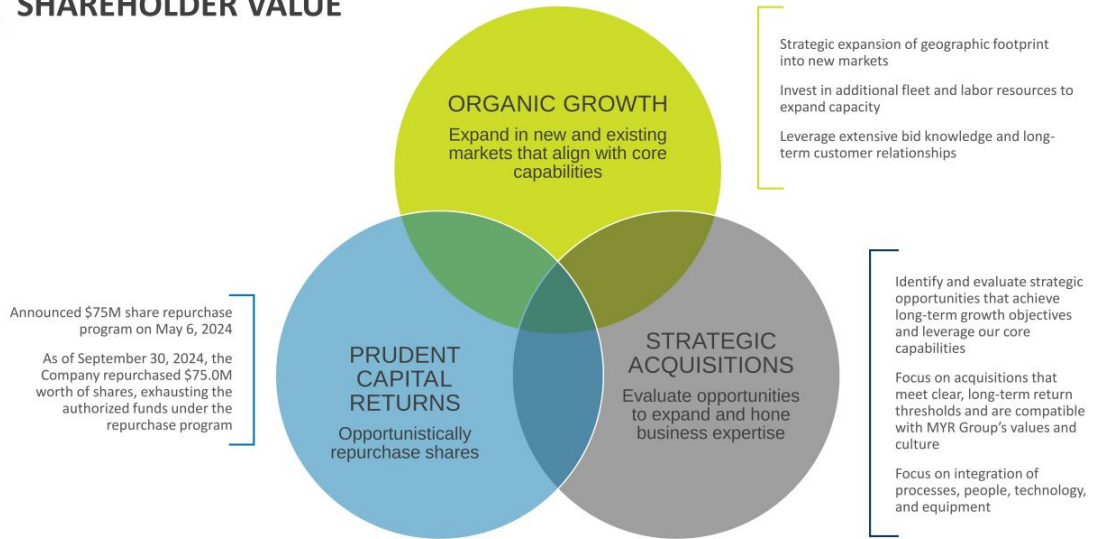 SHAREHOLDER VALUE
ORGANIC GROWTH
Expand in new and existing
markets that align with core
capabilities
Strategic expansion of geographic footprint
into new markets
Invest in additional fleet and labor resources to
expand capacity
Leverage extensive bid knowledge and long-
term customer relationships
Announced $75M share repurchase
program on May 6, 2024
As of September 30, 2024, the
Company repurchased $75.0M
worth of shares, exhausting the
authorized funds under the
repurchase program
PRUDENT
CAPITAL
RETURNS
Opportunistically
repurchase shares
STRATEGIC
ACQUISITIONS
Evaluate opportunities
to expand and hone
business expertise
Identify and evaluate strategic
opportunities that achieve
long-term growth objectives
and leverage our core
capabilities
Focus on acquisitions that
meet clear, long-term return
thresholds and are compatible
with MYR Group's values and
culture
Focus on integration of
processes, people, technology,
and equipment